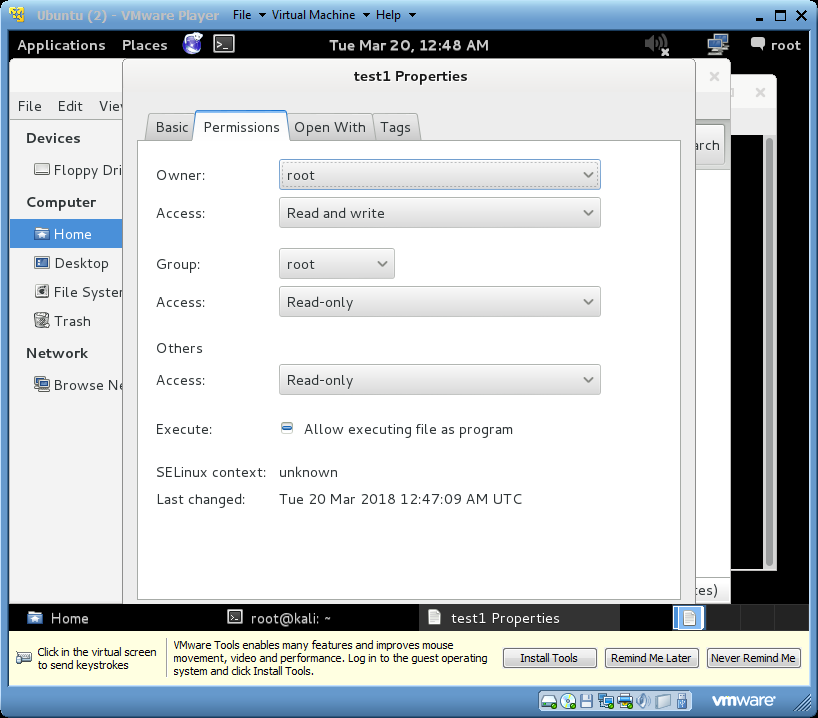 Ubuntu (2) - VMware Player File Virtual Machine Help
Applications Places Tue Mar 20, 12:48 AM root
test1 Properties
File Edit
Basic Permissions Open With Tags
Devices
Floppy
Computer
Home
Desktop
File
Trash
Network
Browse
Owner: root
Access: Read and write
Group: root
Access: Read-only
Others
Access: Read-only
Execute: Allow executing file as program
SELinux context: unknown
Last changed: Tue 20 Mar 2018 12:47:09 AM UTC
Home root@kali: ~ test1 Properties
Click in the virtual screen
to send keystrokes
VMware Tools enables many features and improves mouse
movement, video and performance. Log in to the guest operating
system and click Install Tools.
Install Tools Remind Me Later Never Remind Me
vmware